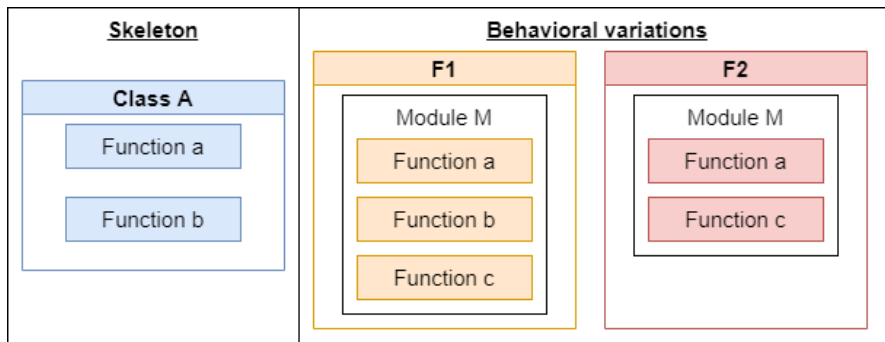 Skeleton
Class A
Function a
Function b
Behavioral variations
F1
Module M
Function a
Function b
Function c
F2
Module M
Function a
Function c